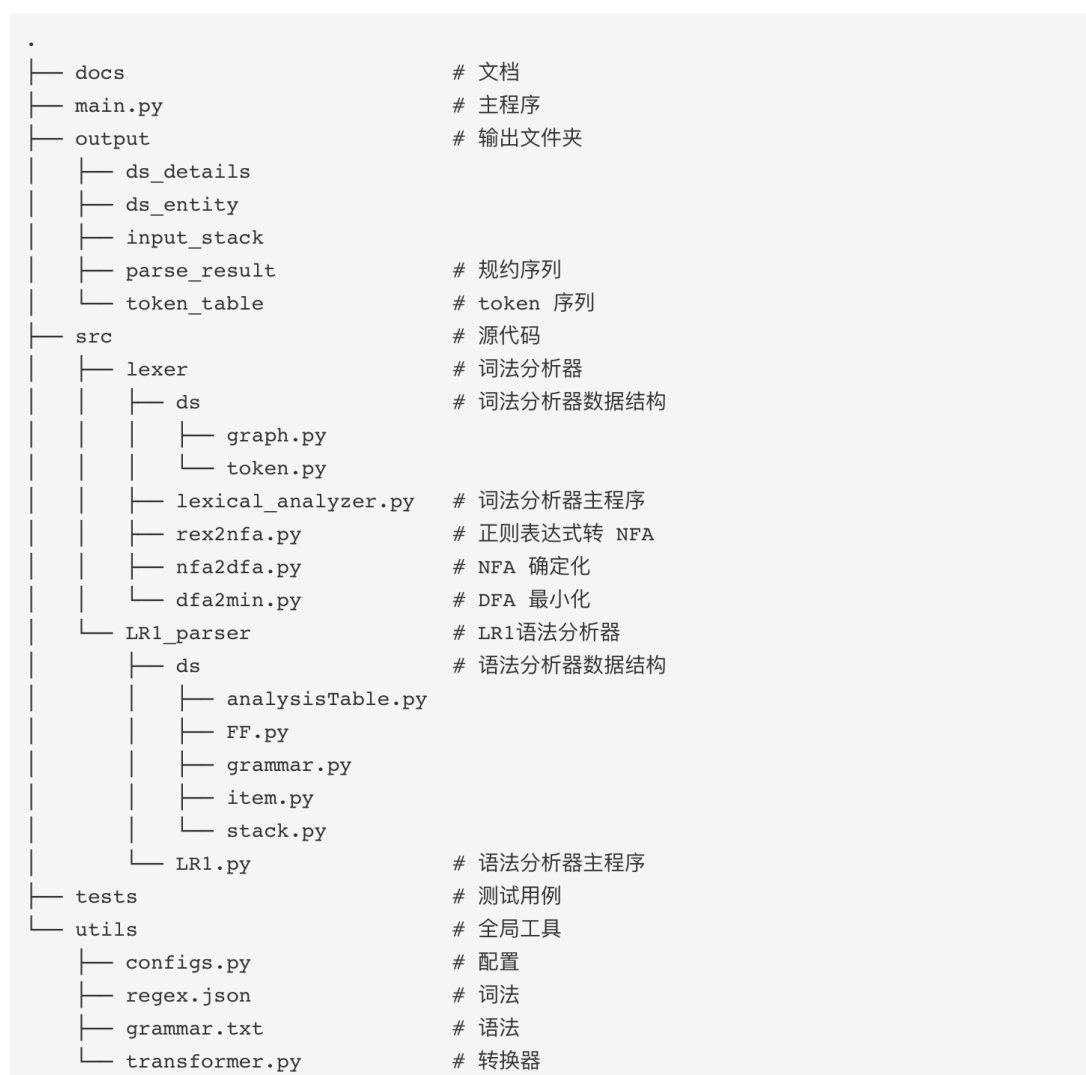 .
├── docs                          # 文档
├── main.py                       # 主程序
├── output                        # 输出文件夹
│   ├── ds_details
│   ├── ds_entity
│   ├── input_stack
│   ├── parse_result              # 规约序列
│   └── token_table               # token 序列
├── src                           # 源代码
│   ├── lexer                     # 词法分析器
│   │   ├── ds                    # 词法分析器数据结构
│   │   │   ├── graph.py
│   │   │   └── token.py
│   │   ├── lexical_analyzer.py   # 词法分析器主程序
│   │   ├── rex2nfa.py            # 正则表达式转 NFA
│   │   ├── nfa2dfa.py            # NFA 确定化
│   │   └── dfa2min.py            # DFA 最小化
│   └── LR1_parser                # LR1语法分析器
│       ├── ds                    # 语法分析器数据结构
│       │   ├── analysisTable.py
│       │   ├── FF.py
│       │   ├── grammar.py
│       │   ├── item.py
│       │   └── stack.py
│       └── LR1.py                # 语法分析器主程序
├── tests                         # 测试用例
└── utils                         # 全局工具
    ├── configs.py                # 配置
    ├── regex.json                # 词法
    ├── grammar.txt               # 语法
    └── transformer.py            # 转换器